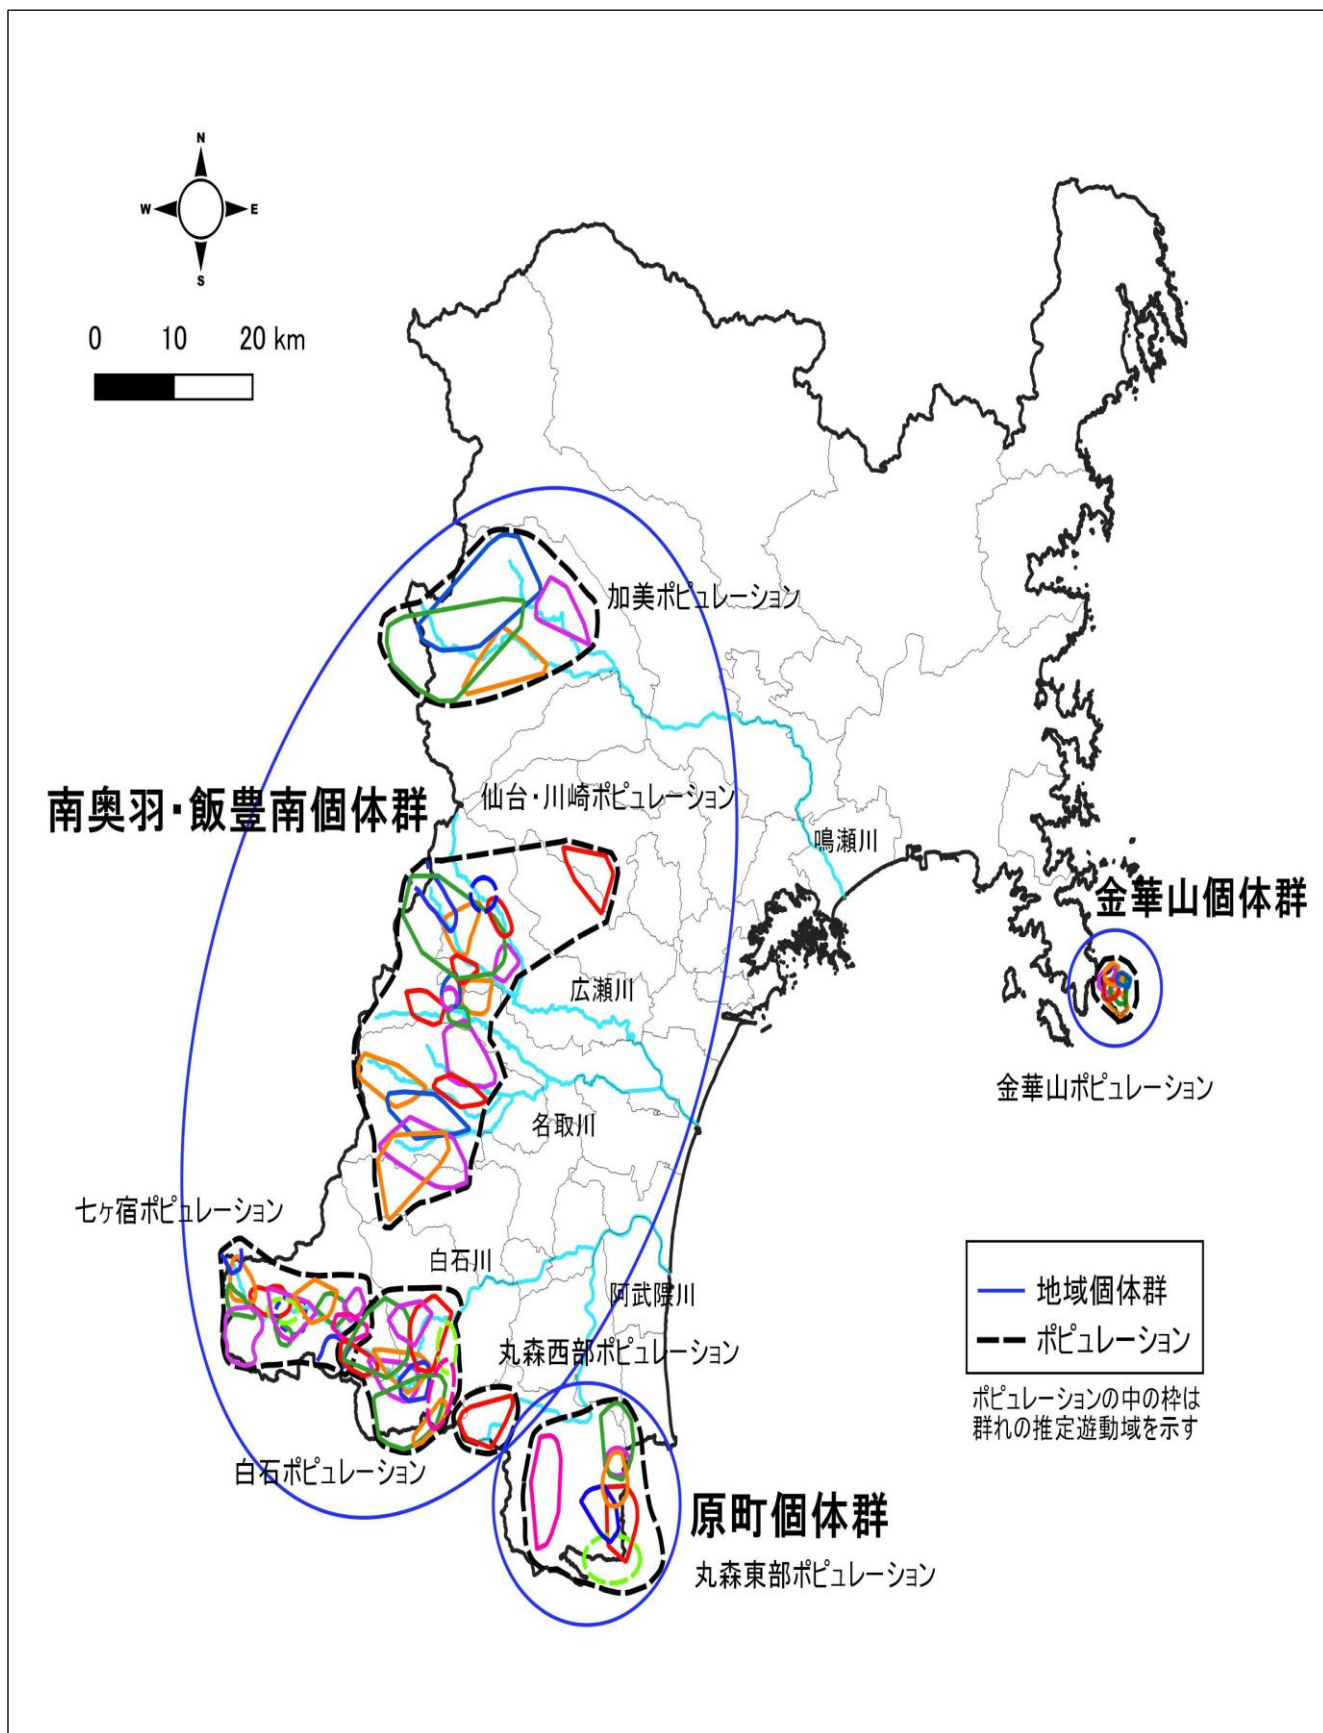 N
W
E
S
0 10 20 km
加美ポピュレーション
仙台・川崎ポピュレーション
南奥羽・飯豊南個体群
鳴瀬川
金華山個体群
広瀬川
金華山ポピュレーション
名取川
七ヶ宿ポピュレーション
白石川
阿武隈川
丸森西部ポピュレーション
白石ポピュレーション
原町個体群
丸森東部ポピュレーション
地域個体群
ポピュレーション
ポピュレーションの中の枠は
群れの推定遊動域を示す